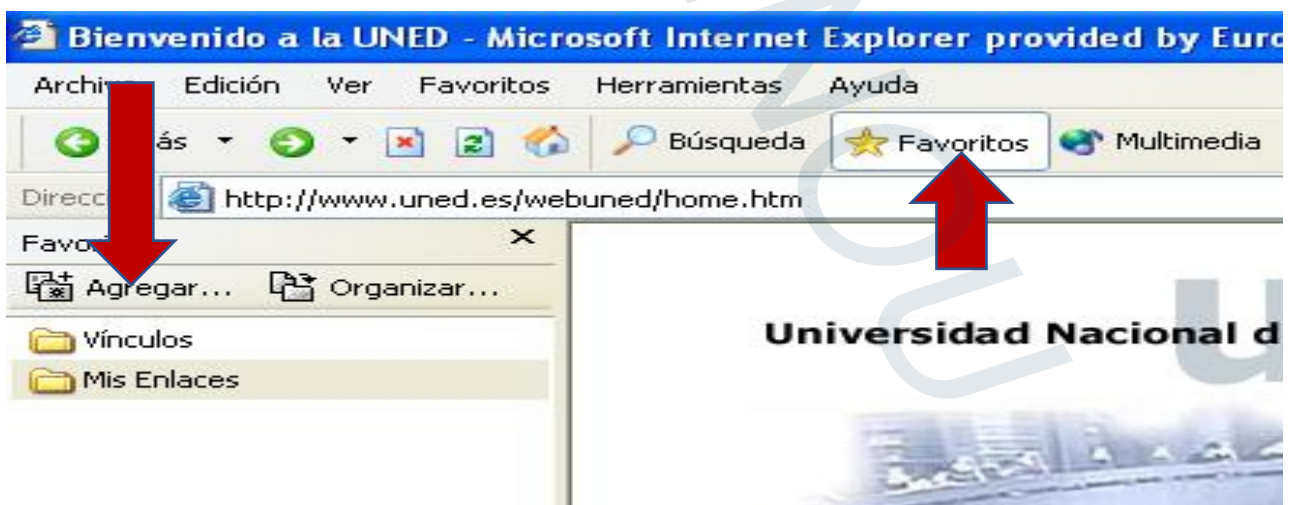 Bienvenido a la UNED - Microsoft Internet Explorer provided by Euro
Edición Ver Favoritos Herramientas Ayuda
Búsqueda Favoritos Multimedia
http://www.uned.es/webuned/home.htm
Agregar... Organizar...
Vínculos
Mis Enlaces
Universidad Nacional d